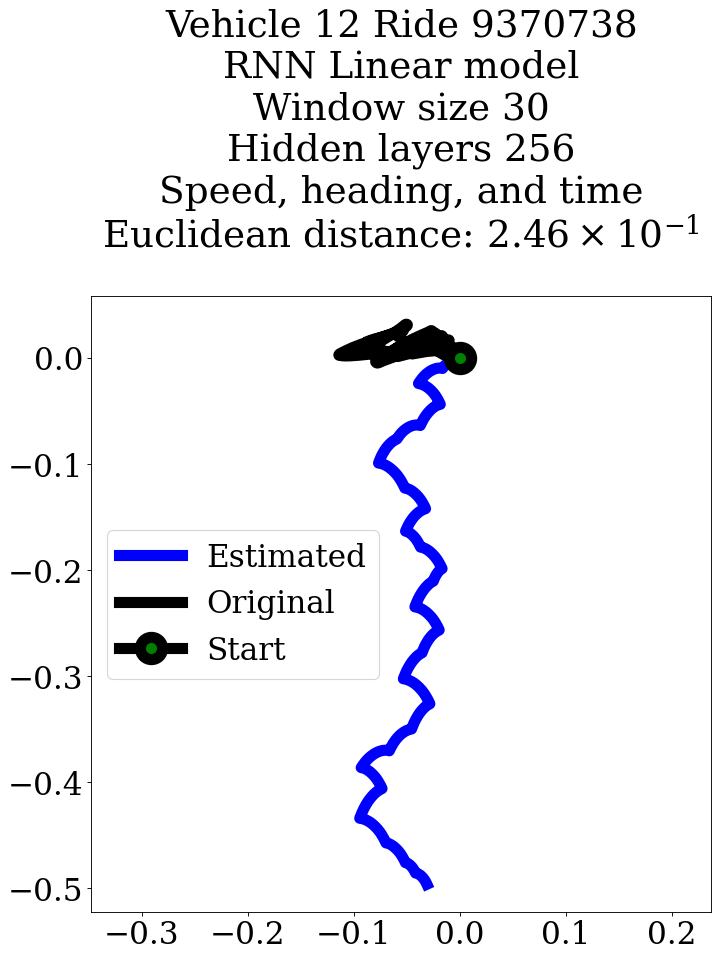 Vehicle 12 Ride 9370738
RNN Linear model
Window size 30
Hidden layers 256
Speed, heading, and time
Euclidean distance: 2.46 × 10⁻¹
0.0
−0.1
−0.2
−0.3
−0.4
−0.5
Estimated
Original
Start
−0.3 −0.2 −0.1 0.0 0.1 0.2